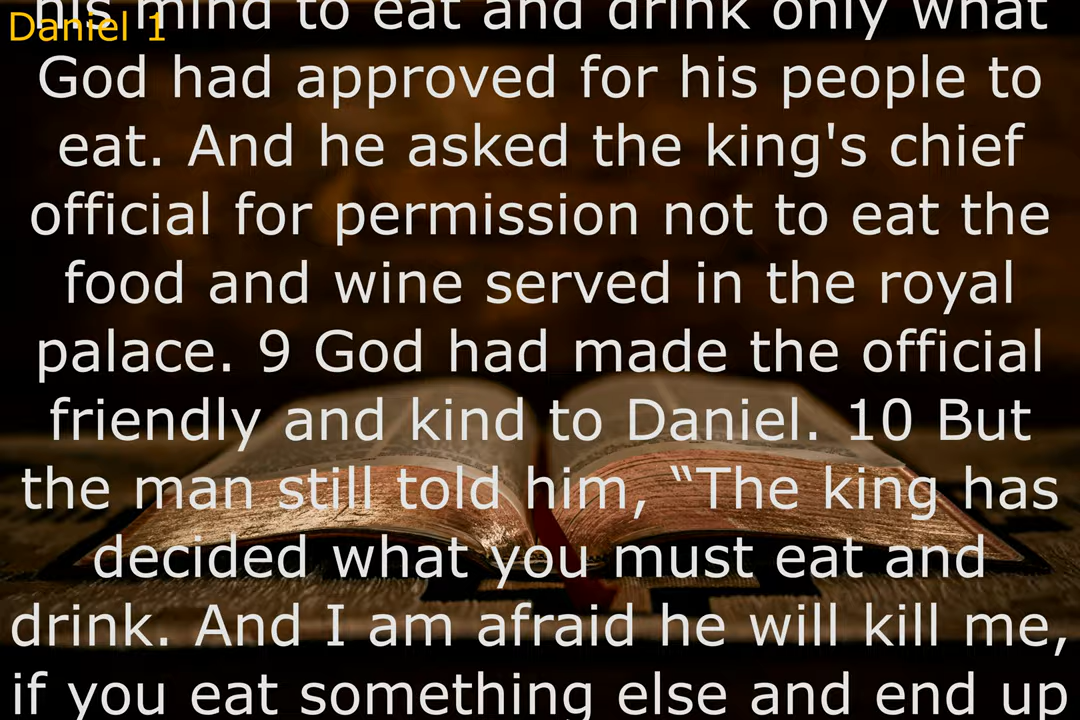 Daniel 1
his mind to eat and drink only what
God had approved for his people to
eat. And he asked the king's chief
official for permission not to eat the
food and wine served in the royal
palace. 9 God had made the official
friendly and kind to Daniel. 10 But
the man still told him, “The king has
decided what you must eat and
drink. And I am afraid he will kill me,
if you eat something else and end up